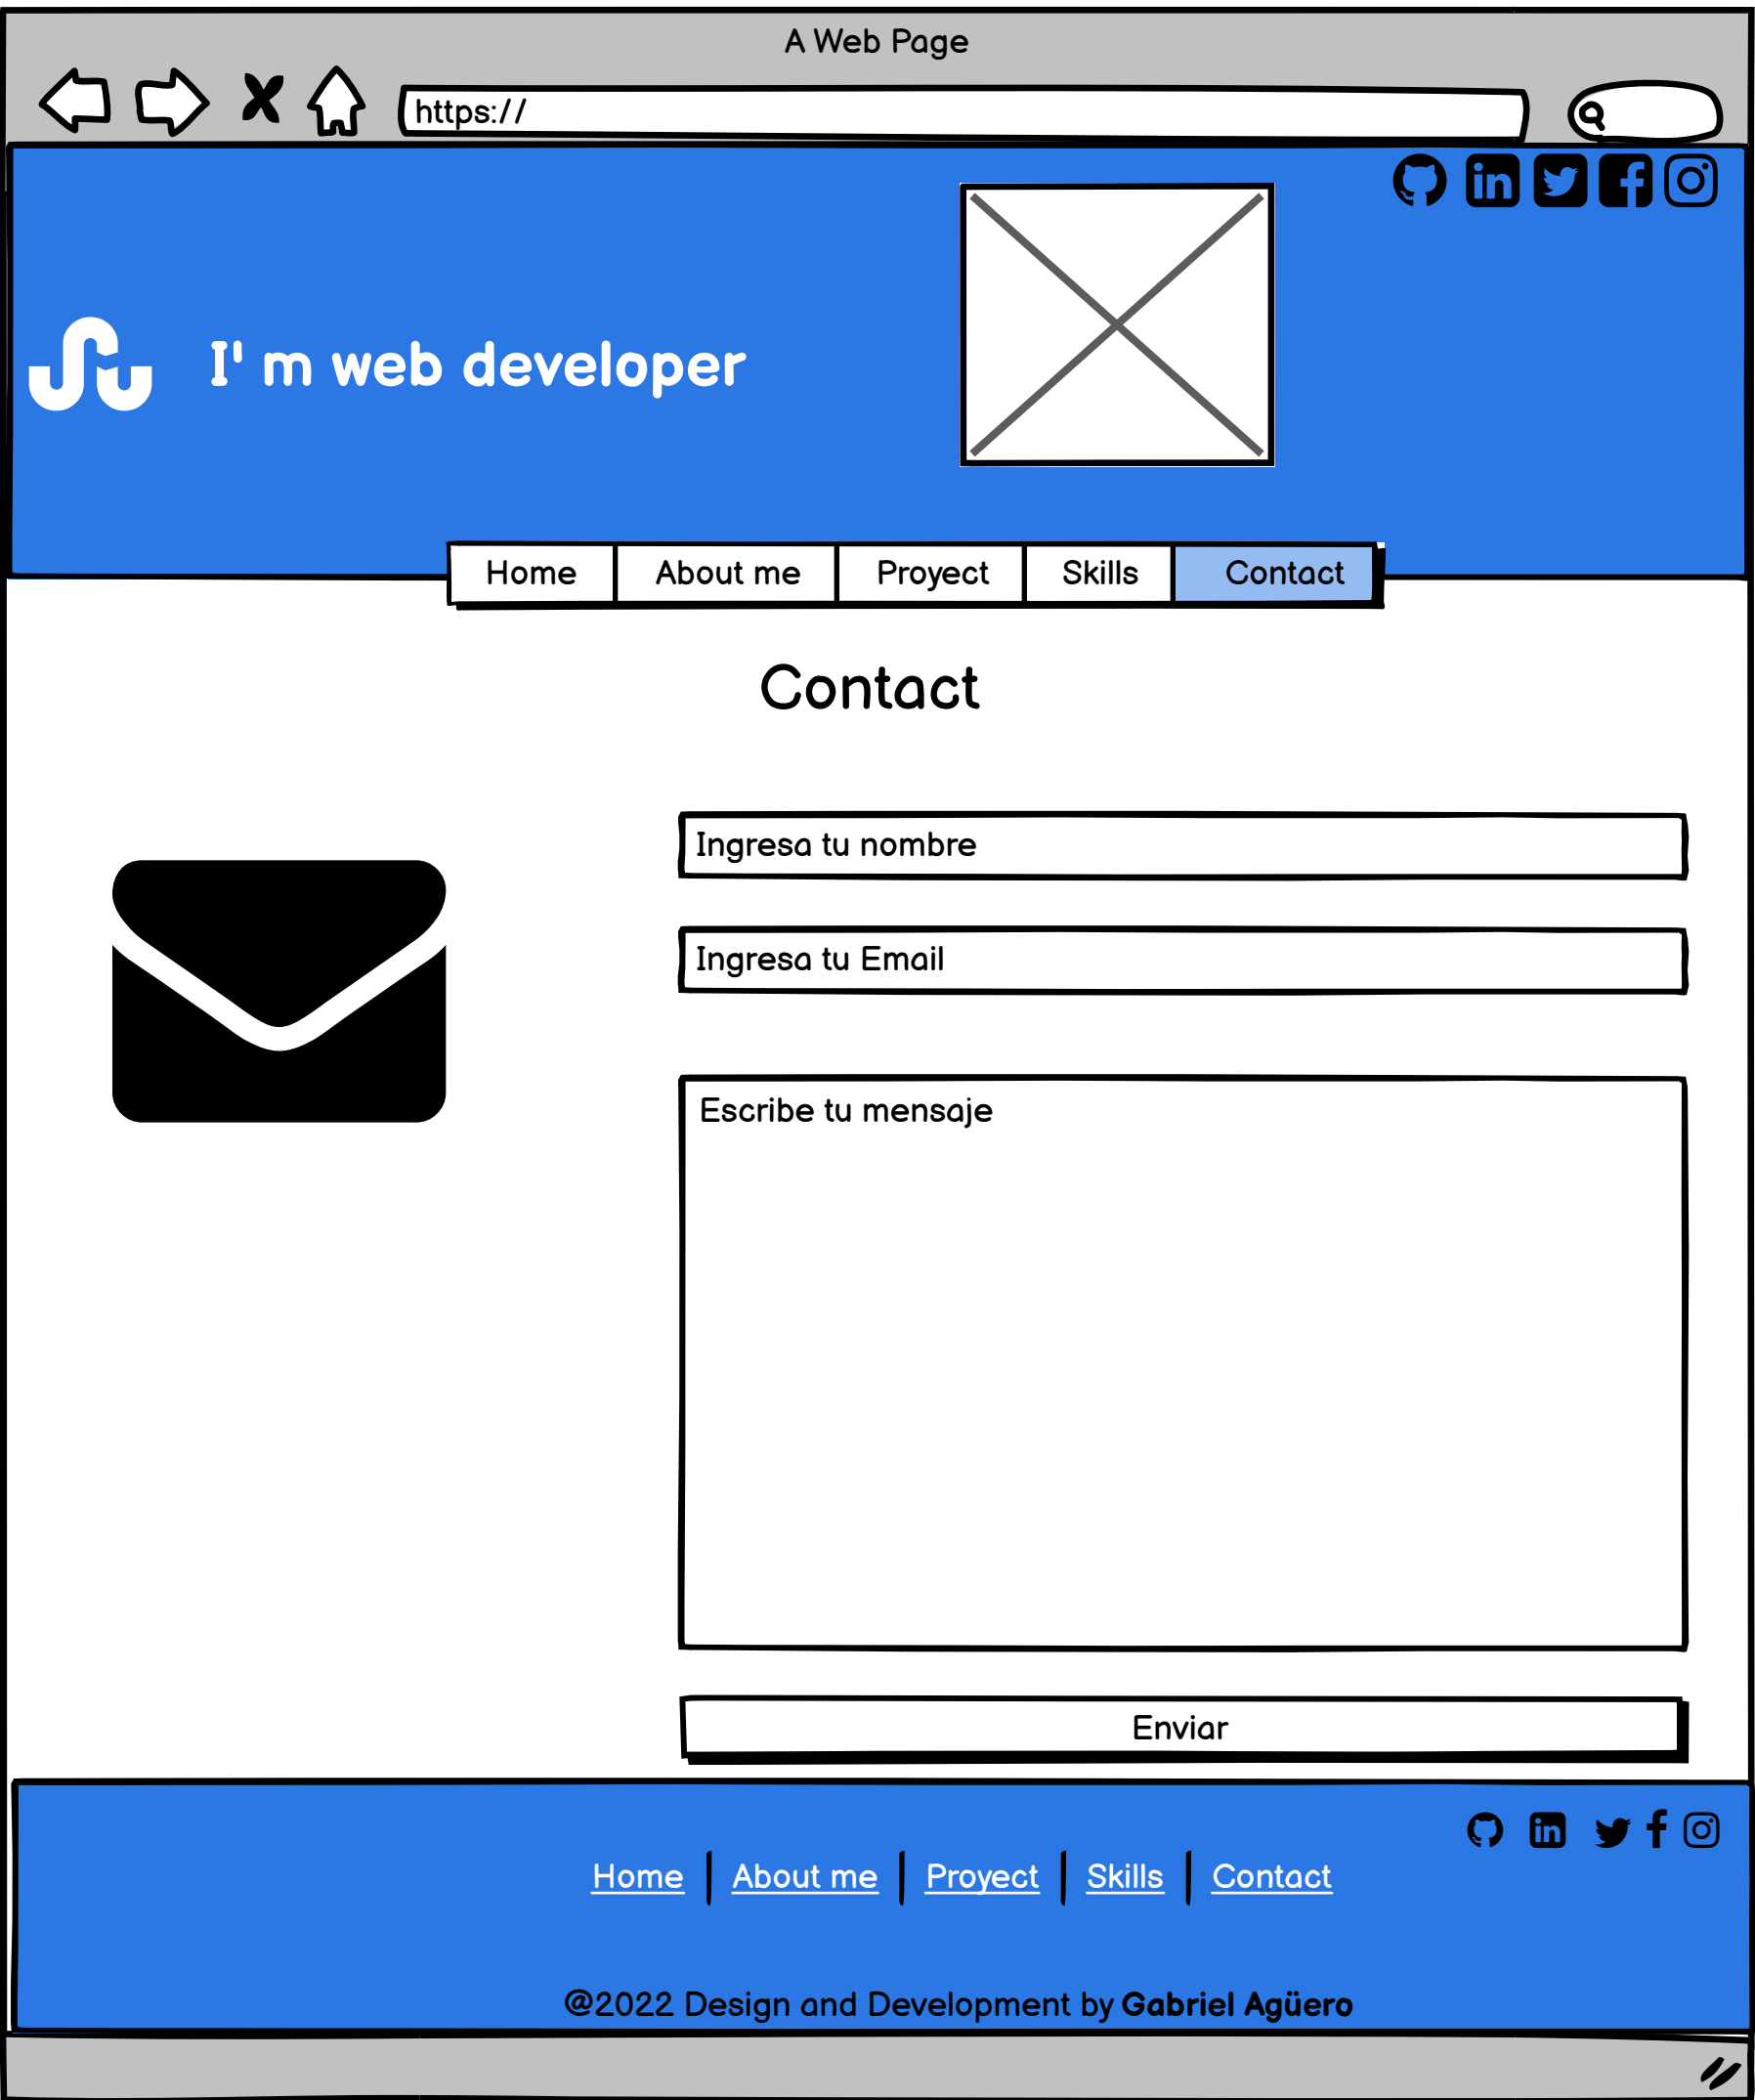 A Web Page
https://
I' m web developer
Home About me Proyect Skills Contact
Contact
Ingresa tu nombre
Ingresa tu Email
Escribe tu mensaje
Enviar
Home About me Proyect Skills Contact
@2022 Design and Development by Gabriel Agüero